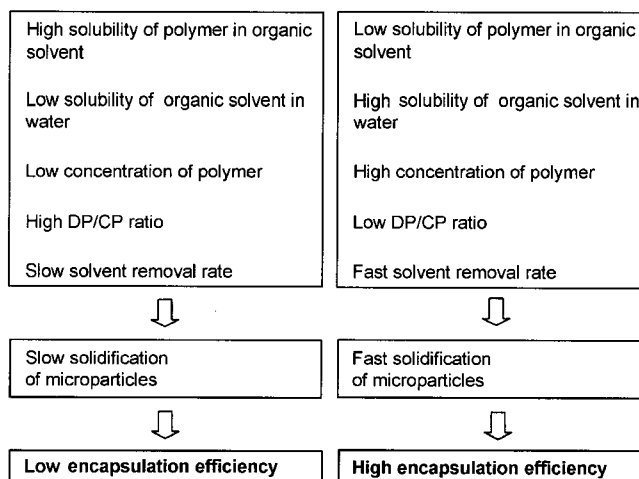 High solubility of polymer in organic
solvent
Low solubility of organic solvent in
water
Low concentration of polymer
High DP/CP ratio
Slow solvent removal rate
Slow solidification
of microparticles
Low encapsulation efficiency
Low solubility of polymer in organic
solvent
High solubility of organic solvent in
water
High concentration of polymer
Low DP/CP ratio
Fast solvent removal rate
Fast solidification
of microparticles
High encapsulation efficiency